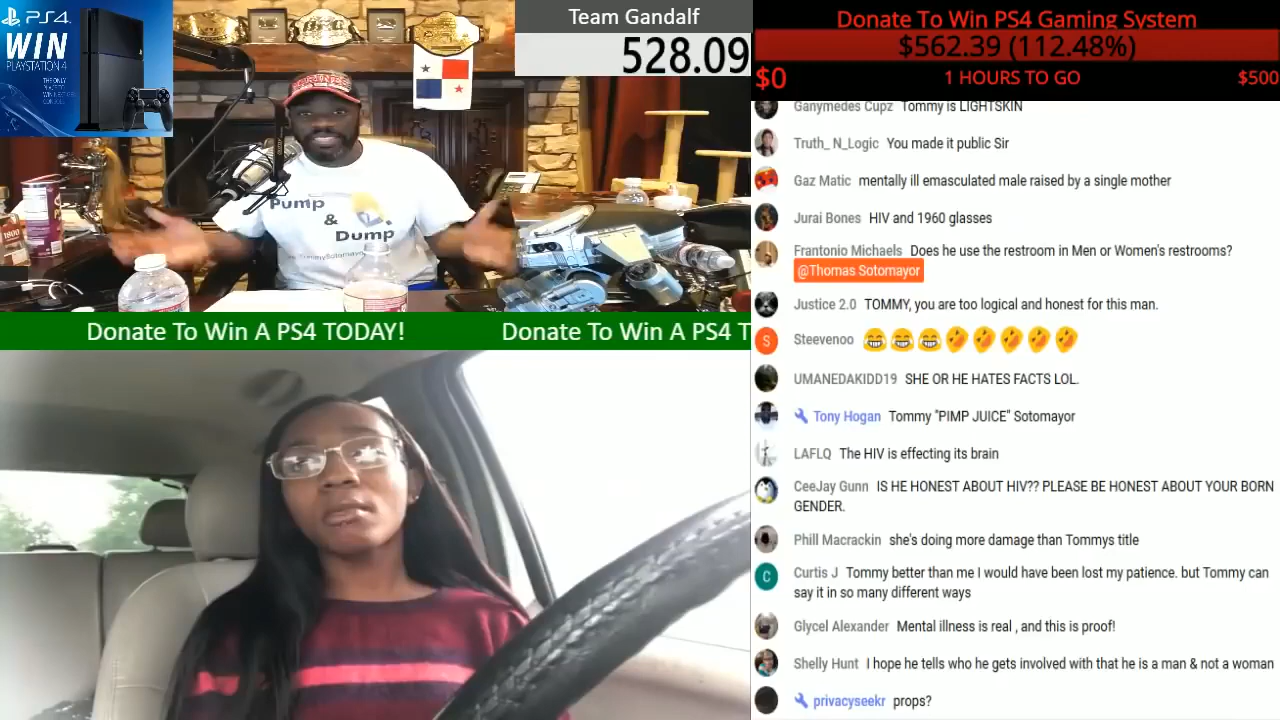 PS4
WIN
PLAYSTATION 4
Team Gandalf
528.09
Pump
&
Dump
1800
Donate To Win A PS4 TODAY!
Donate To Win A PS4 T
Donate To Win PS4 Gaming System
$562.39 (112.48%)
$0
1 HOURS TO GO
$500
Ganymedes Cupz Tommy is LIGHTSKIN
Truth_ N_Logic You made it public Sir
Gaz Matic mentally ill emasculated male raised by a single mother
Jurai Bones HIV and 1960 glasses
Frantonio Michaels Does he use the restroom in Men or Women's restrooms?
@Thomas Sotomayor
Justice 2.0 TOMMY, you are too logical and honest for this man.
S
Steevenoo 😂😂😂🤣🤣🤣🤣🤣
UMANEDAKIDD19 SHE OR HE HATES FACTS LOL.
Tony Hogan Tommy "PIMP JUICE" Sotomayor
LAFLQ The HIV is effecting its brain
CeeJay Gunn IS HE HONEST ABOUT HIV?? PLEASE BE HONEST ABOUT YOUR BORN
GENDER.
Phill Macrackin she's doing more damage than Tommys title
C
Curtis J Tommy better than me I would have been lost my patience. but Tommy can
say it in so many different ways
Glycel Alexander Mental illness is real , and this is proof!
Shelly Hunt I hope he tells who he gets involved with that he is a man & not a woman
privacyseekr props?